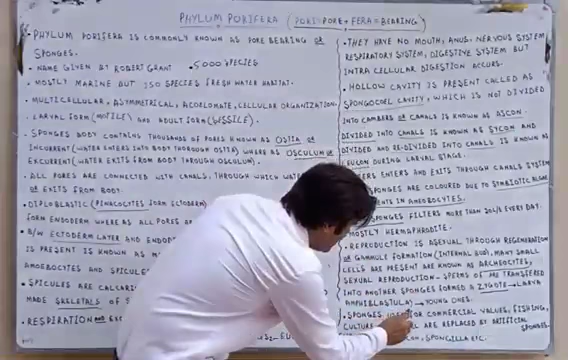 PHYLUM PORIFERA (PORI=PORE + FERA=BEARING)
• PHYLUM PORIFERA IS COMMONLY KNOWN AS PORE BEARING OR
SPONGES.
• NAME GIVEN BY ROBERT GRANT • 5000 SPECIES
• MOSTLY MARINE BUT 150 SPECIES FRESH WATER HABITAT.
• MULTICELLULAR, ASYMMETRICAL, ACOELOMATE, CELLULAR ORGANIZATION.
LARVAL FORM (MOTILE) AND ADULT FORM (SESSILE).
• SPONGES BODY CONTAINS THOUSANDS OF PORES KNOWN AS OSTIA OR
INCURRENT (WATER ENTERS INTO BODY THOROUGH OSTIA) WHERE AS OSCULUM OR
EXCURRENT (WATER EXITS FROM BODY THROUGH OSCULUM).
• ALL PORES ARE CONNECTED WITH CANALS, THROUGH WHICH WATER
OR EXITS FROM BODY.
• DIPLOBLASTIC (PINACOCYTES FORM ECTODERM)
FORM ENDODERM WHERE AS ALL PORES
• B/W ECTODERM LAYER AND ENDOD
IS PRESENT IS KNOWN AS
AMOEBOCYTES AND SPICULE
• SPICULES ARE CALCAR
MADE SKELETALS OF S
• RESPIRATION AND
• THEY HAVE NO MOUTH, ANUS, NERVOUS SYSTEM
RESPIRATORY SYSTEM, DIGESTIVE SYSTEM BUT
INTRA CELLULAR DIGESTION OCCURS.
• HOLLOW CAVITY IS PRESENT CALLED AS
SPONGOCOEL CAVITY, WHICH IS NOT DIVIDED
INTO CAMBERS OR CANALS IS KNOWN AS ASCON.
DIVIDED INTO CANALS IS KNOWN AS SYCON AND
DIVIDED AND RE-DIVIDED INTO CANALS IS KNOWN AS
LEUCON DURING LARVAL STAGE.
ENTERS AND EXITS THROUGH CANALS SYSTEM
SPONGES ARE COLOURED DUE TO SYMBIOTIC ALGAE
IN AMOEBOCYTES.
SPONGES FILTERS MORE THAN EVERY DAY.
MOSTLY HERMAPHRODITE.
• REPRODUCTION IS ASEXUAL THROUGH REGENERATION
OR GAMMULE FORMATION (INTERNAL BUD), MANY SMALL
CELLS ARE PRESENT ARE KNOWN AS ARCHEOCYTES,
SEXUAL REPRODUCTION - SPERMS OF ARE TRANSFERED
INTO ANOTHER SPONGES FORMED A ZYGOTE → LARVA
AMPHIBLASTULA) → YOUNG ONES.
• SPONGES USED FOR COMMERCIAL VALUES, FISHING,
CULTURE ARE REPLACED BY ARTIFICIAL SPONGES.
SPONGILLA ETC.